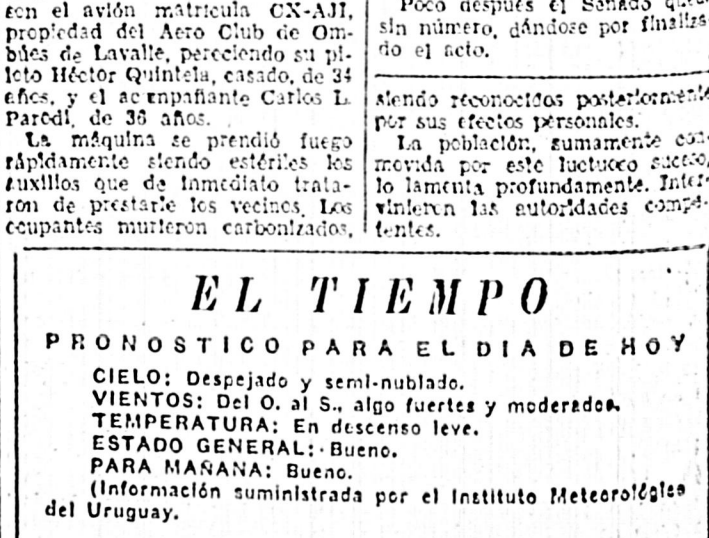 con el avión matrícula CX-AJI,
propiedad del Aero Club de Om-
búes de Lavalle, pereciendo su pi-
loto Héctor Quintela, casado, de 34
años, y el acompañante Carlos L.
Parodi, de 36 años.
La máquina se prendió fuego
rápidamente siendo estériles los
auxilios que de inmediato trata-
ron de prestarle los vecinos. Los
ocupantes murieron carbonizados,
Poco después el Senado
sin número, dándose por finaliza-
do el acto.
siendo reconocidos posteriormente
por sus efectos personales.
La población, sumamente con-
movida por este luctuoso suceso,
lo lamenta profundamente. Inter-
vinieron las autoridades compe-
tentes.
EL TIEMPO
PRONOSTICO PARA EL DIA DE HOY
CIELO: Despejado y semi-nublado.
VIENTOS: Del O. al S., algo fuertes y moderados.
TEMPERATURA: En descenso leve.
ESTADO GENERAL: Bueno.
PARA MAÑANA: Bueno.
(Información suministrada por el Instituto Meteorológico
del Uruguay.